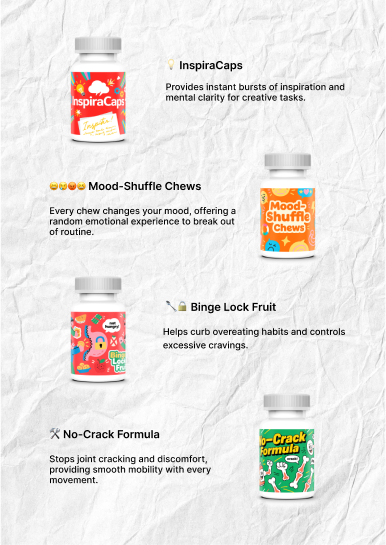 💡 InspiraCaps
Provides instant bursts of inspiration and
mental clarity for creative tasks.
InspiraCaps
Inspire!
😄😢😡😊 Mood-Shuffle Chews
Every chew changes your mood, offering a
random emotional experience to break out
of routine.
Mood-
Shuffle
Chews
🔒 Binge Lock Fruit
Helps curb overeating habits and controls
excessive cravings.
not
hungry!
Binge
Lock
Fru
🛠️ No-Crack Formula
Stops joint cracking and discomfort,
providing smooth mobility with every
movement.
No-Crack
Formula